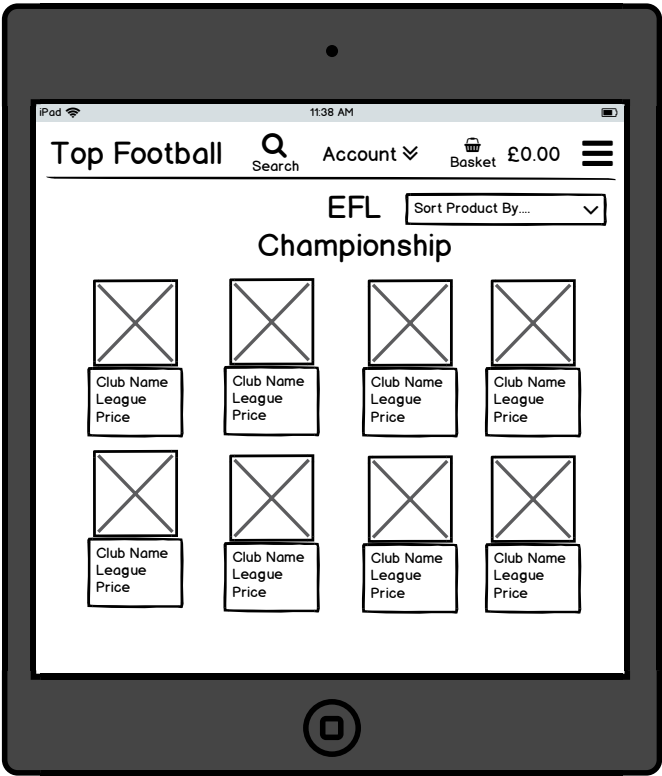 iPad
11:38 AM
Top Football
Search
Account
Basket
£0.00
EFL
Sort Product By....
Championship
Club Name
League
Price
Club Name
League
Price
Club Name
League
Price
Club Name
League
Price
Club Name
League
Price
Club Name
League
Price
Club Name
League
Price
Club Name
League
Price